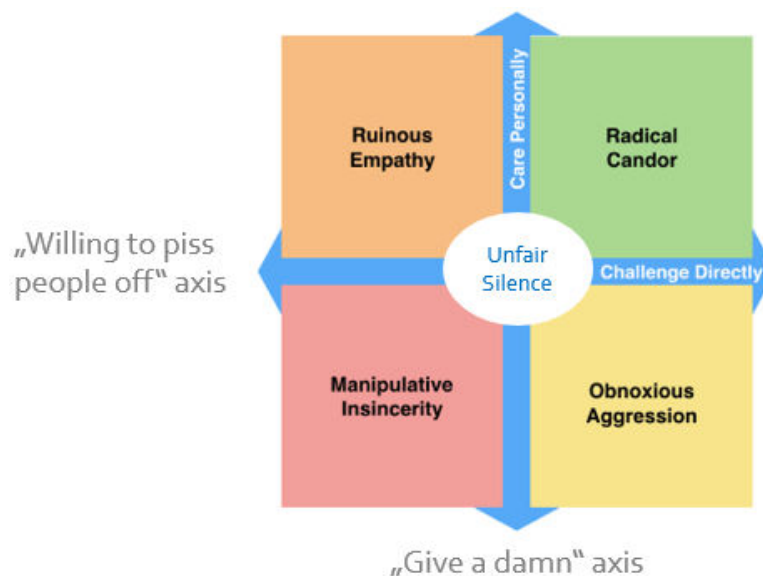 Care Personally
Ruinous
Empathy
Radical
Candor
„Willing to piss
people off“ axis
Unfair
Silence
Challenge Directly
Manipulative
Insincerity
Obnoxious
Aggression
„Give a damn“ axis